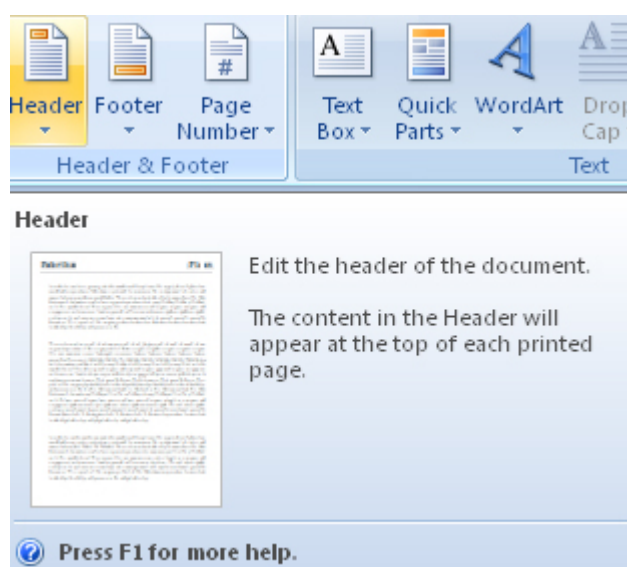 Header Footer Page Number Text Box Quick Parts WordArt Drop Cap
Header & Footer Text
Header
Edit the header of the document.
The content in the Header will
appear at the top of each printed
page.
Press F1 for more help.